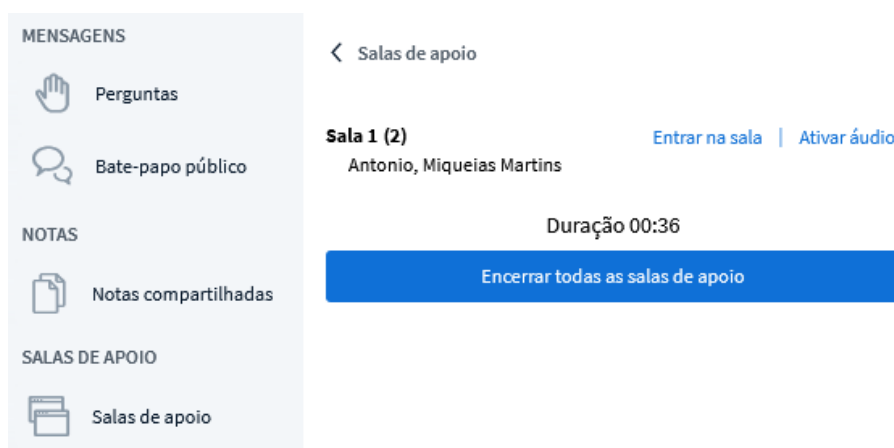 MENSAGENS
Perguntas
Bate-papo público
NOTAS
Notas compartilhadas
SALAS DE APOIO
Salas de apoio
Salas de apoio
Sala 1 (2)
Entrar na sala | Ativar áudio
Antonio, Miqueias Martins
Duração 00:36
Encerrar todas as salas de apoio